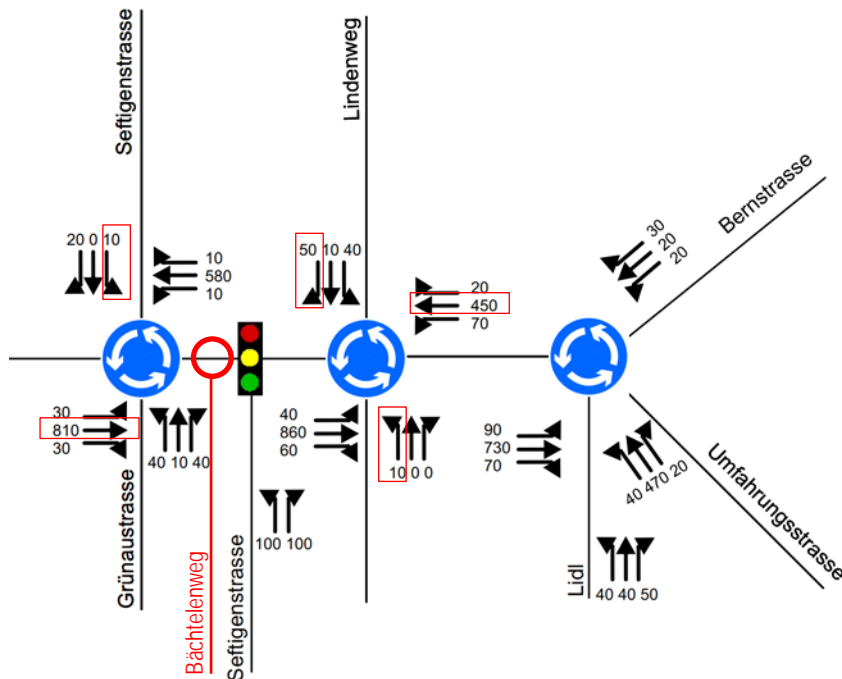 Seftigenstrasse
Lindenweg
Bernstrasse
20 0 10
10
580
10
50 10 40
20
450
70
30
20
20
30
810
30
40 10 40
40
860
60
10 0 0
90
730
70
40 470 20
100 100
40 40 50
Grünaustrasse
Bächtelenweg
Seftigenstrasse
Lidl
Umfahrungsstrasse